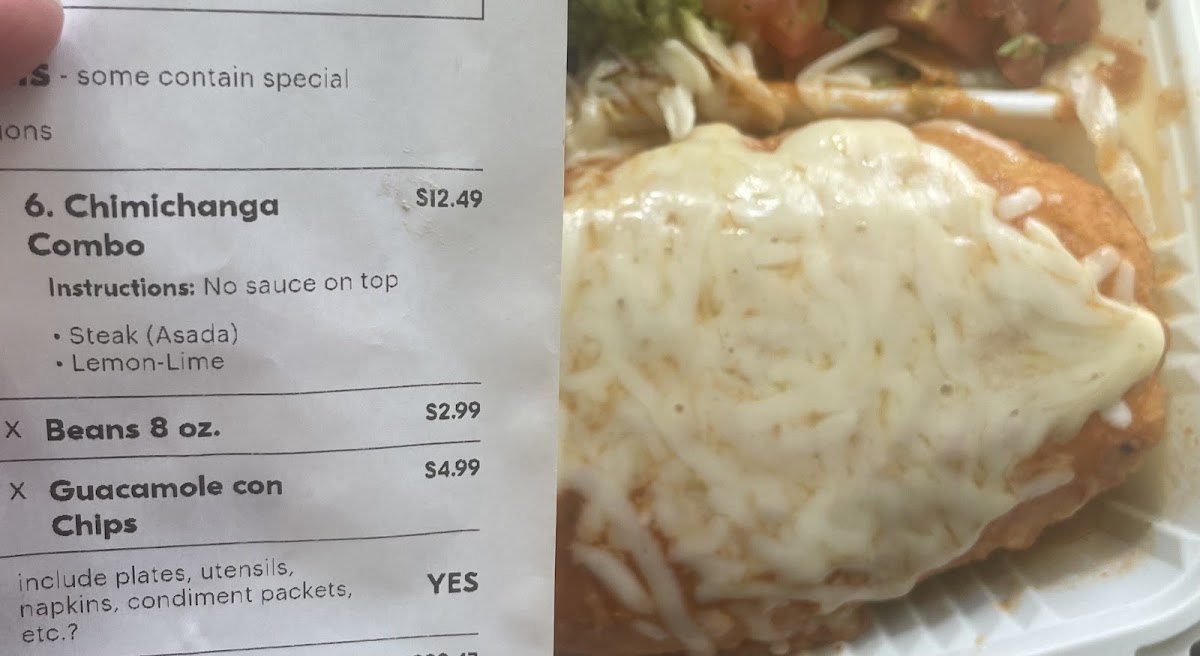 - some contain special
6. Chimichanga $12.49
Combo
Instructions: No sauce on top
• Steak (Asada)
• Lemon-Lime
X Beans 8 oz. $2.99
X Guacamole con $4.99
Chips
include plates, utensils,
napkins, condiment packets, YES
etc.?